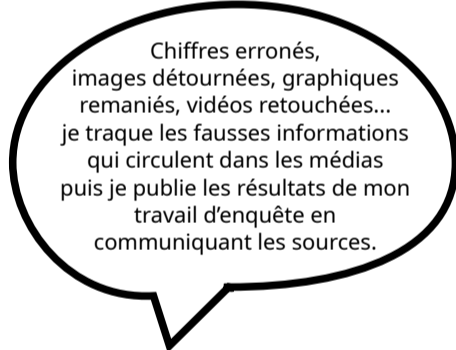 Chiffres erronés,
images détournées, graphiques
remaniés, vidéos retouchées...
je traque les fausses informations
qui circulent dans les médias
puis je publie les résultats de mon
travail d’enquête en
communiquant les sources.